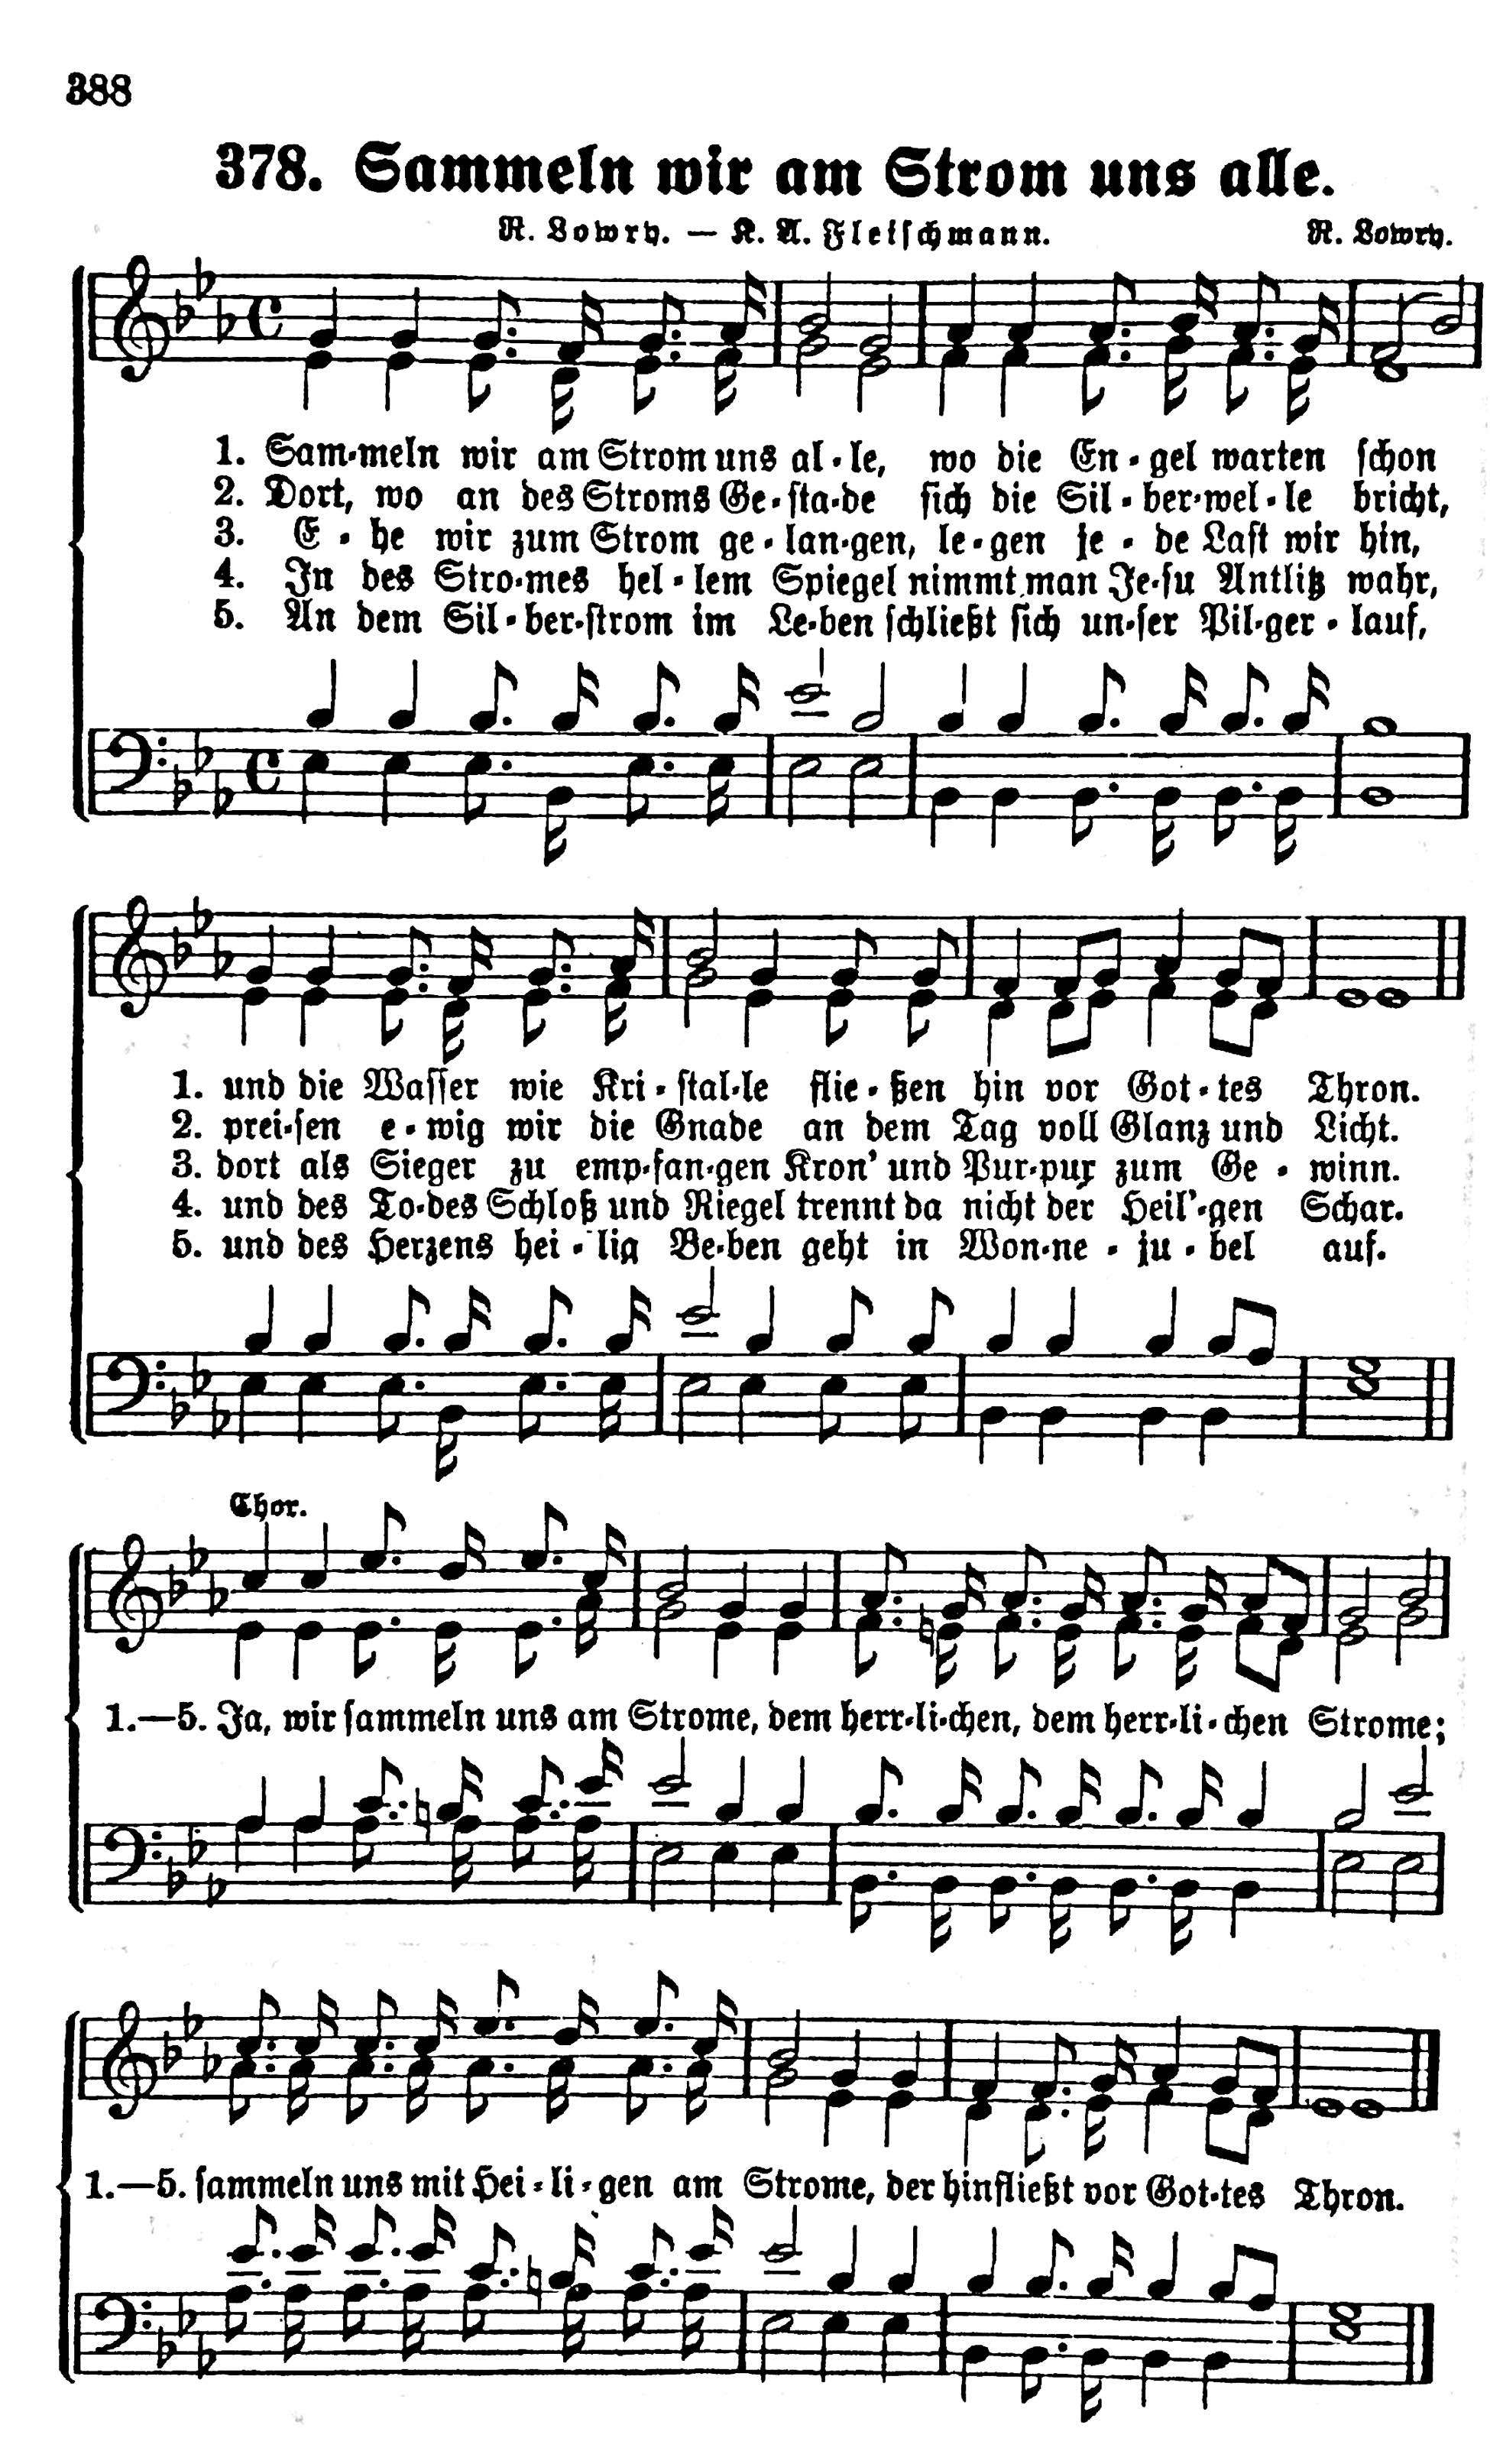 388
378. Sammeln wir am Strom uns alle.
R. Lowry. — K. A. Fleischmann. R. Lowry.
1. Sam-meln wir am Strom uns al-le, wo die En-gel warten schon
2. Dort, wo an des Stroms Ge-sta-de sich die Sil-ber-wel-le bricht,
3. E-he wir zum Strom ge-lan-gen, le-gen je-de Last wir hin,
4. In des Stro-mes hel-lem Spiegel nimmt man Je-su Antlitz wahr,
5. An dem Sil-ber-strom im Le-ben schließt sich un-ser Pil-ger-lauf,
1. und die Wasser wie Kri-stal-le flie-ßen hin vor Got-tes Thron.
2. prei-sen e-wig wir die Gnade an dem Tag voll Glanz und Licht.
3. dort als Sieger zu emp-fan-gen Kron' und Pur-pur zum Ge-winn.
4. und des To-des Schloß und Riegel trennt da nicht der Heil'-gen Schar.
5. und des Herzens hei-lig Be-ben geht in Won-ne-ju-bel auf.
Chor.
1.—5. Ja, wir sammeln uns am Strome, dem herr-li-chen, dem herr-li-chen Strome;
1.—5. sammeln uns mit Hei-li-gen am Strome, der hinfließt vor Got-tes Thron.